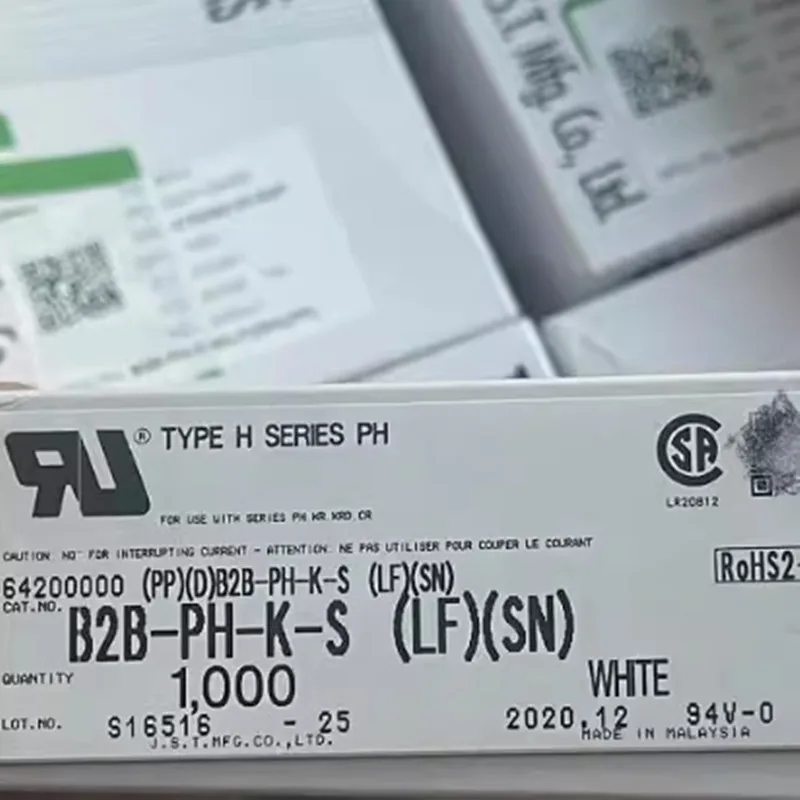 S.T Mfg. Co., Ltd.
RU ® TYPE H SERIES PH
FOR USE WITH SERIES PH KR.KRD.CR
LR20812
CAUTION: NOT FOR INTERRUPTING CURRENT - ATTENTION: NE PAS UTILISER POUR COUPER LE COURANT
RoHS2
64200000 (PP)(D)B2B-PH-K-S (LF)(SN)
CAT.NO. B2B-PH-K-S (LF)(SN)
QUANTITY 1,000 WHITE
LOT.NO. S16516 - 25 2020.12 94V-0
J.S.T.MFG.CO.,LTD. MADE IN MALAYSIA